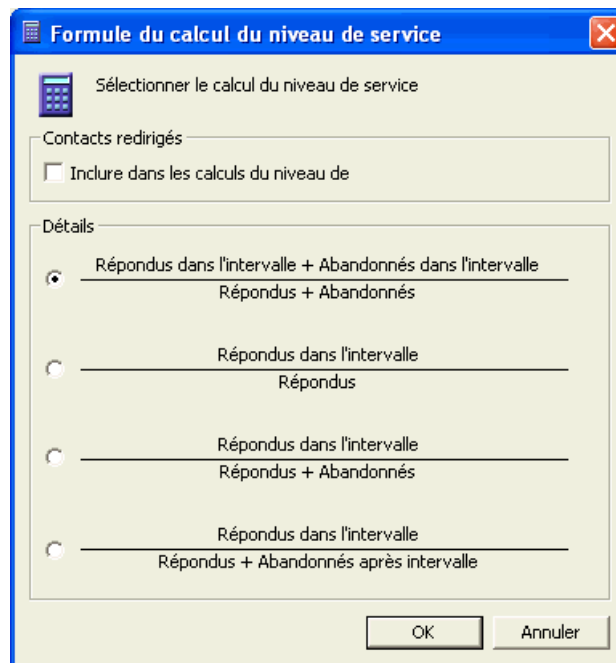 Formule du calcul du niveau de service
Sélectionner le calcul du niveau de service
Contacts redirigés
Inclure dans les calculs du niveau de
Détails
Répondus dans l'intervalle + Abandonnés dans l'intervalle
Répondus + Abandonnés
Répondus dans l'intervalle
Répondus
Répondus dans l'intervalle
Répondus + Abandonnés
Répondus dans l'intervalle
Répondus + Abandonnés après intervalle
OK
Annuler